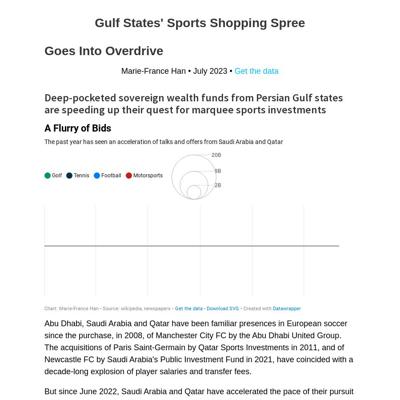 Gulf States' Sports Shopping Spree
Goes Into Overdrive
Marie-France Han • July 2023 • Get the data
Deep-pocketed sovereign wealth funds from Persian Gulf states
are speeding up their quest for marquee sports investments
A Flurry of Bids
The past year has seen an acceleration of talks and offers from Saudi Arabia and Qatar
20B
8B
2B
Golf Tennis Football Motorsports
Chart: Marie-France Han • Source: wikipedia, newspapers • Get the data • Download SVG • Created with Datawrapper
Abu Dhabi, Saudi Arabia and Qatar have been familiar presences in European soccer
since the purchase, in 2008, of Manchester City FC by the Abu Dhabi United Group.
The acquisitions of Paris Saint-Germain by Qatar Sports Investments in 2011, and of
Newcastle FC by Saudi Arabia's Public Investment Fund in 2021, have coincided with a
decade-long explosion of player salaries and transfer fees.
But since June 2022, Saudi Arabia and Qatar have accelerated the pace of their pursuit